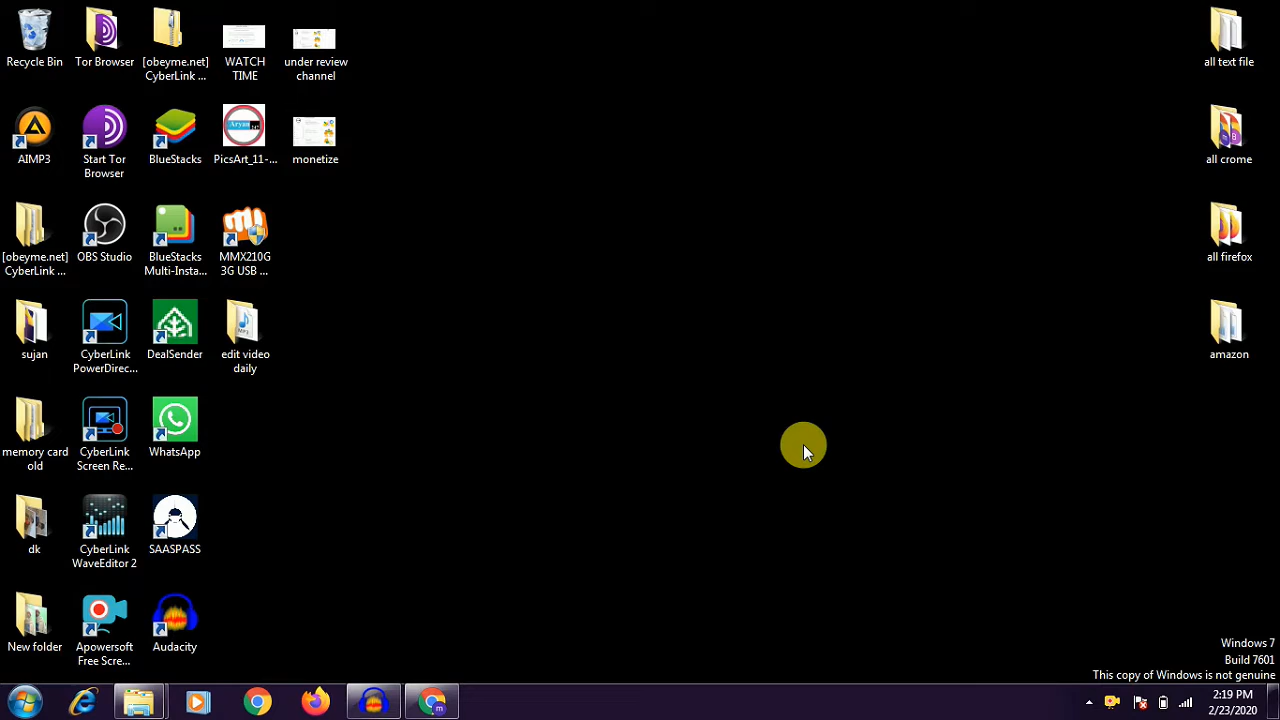 Recycle Bin
Tor Browser
[obeyme.net]
CyberLink ...
WATCH
TIME
under review
channel
all text file
AIMP3
Start Tor
Browser
BlueStacks
Aryan
PicsArt_11-...
monetize
all crome
[obeyme.net]
CyberLink ...
OBS Studio
BlueStacks
Multi-Insta...
MMX210G
3G USB ...
all firefox
sujan
CyberLink
PowerDirec...
DealSender
MP3
edit video
daily
amazon
memory card
old
CyberLink
Screen Re...
WhatsApp
dk
CyberLink
WaveEditor 2
SAASPASS
New folder
Apowersoft
Free Scre...
Audacity
Windows 7
Build 7601
This copy of Windows is not genuine
2:19 PM
2/23/2020